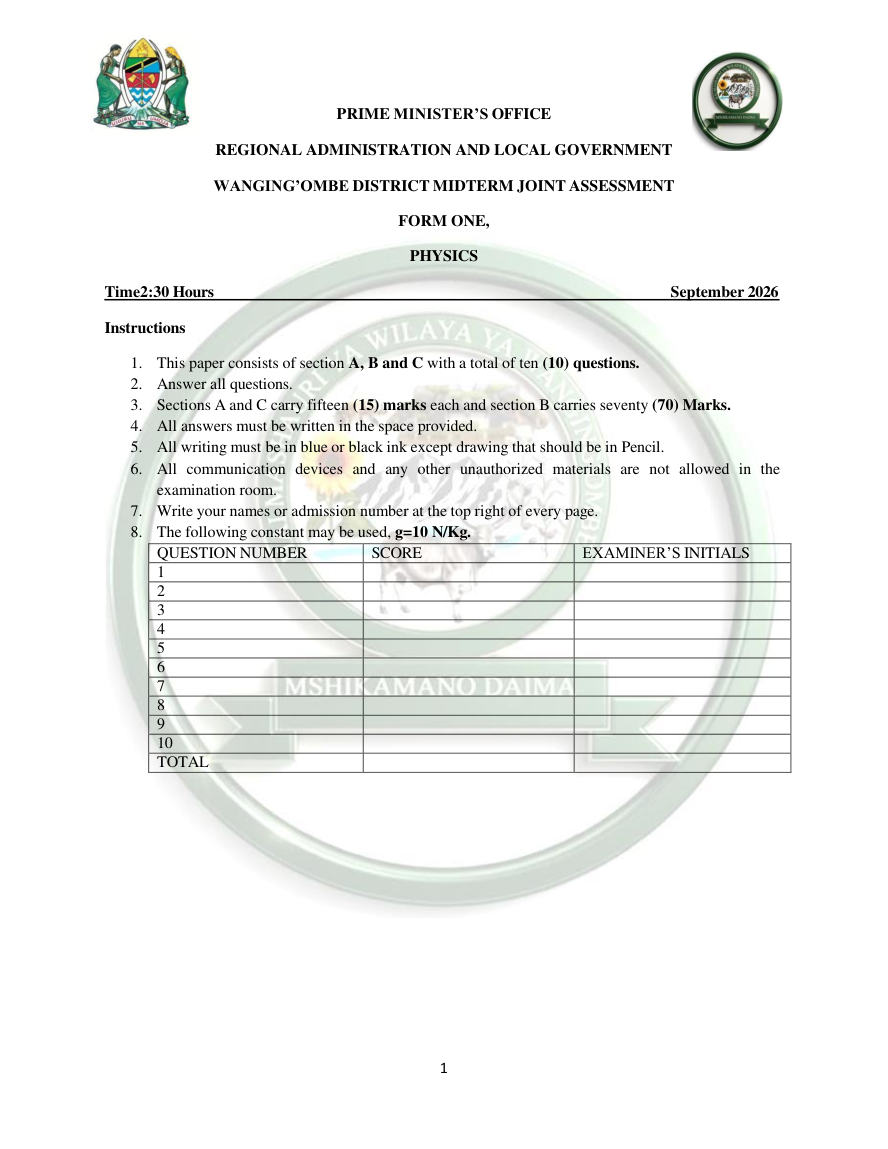 PRIME MINISTER’S OFFICE
REGIONAL ADMINISTRATION AND LOCAL GOVERNMENT
WANGING’OMBE DISTRICT MIDTERM JOINT ASSESSMENT
FORM ONE,
PHYSICS
Time2:30 Hours September 2026
Instructions
1. This paper consists of section A, B and C with a total of ten (10) questions.
2. Answer all questions.
3. Sections A and C carry fifteen (15) marks each and section B carries seventy (70) Marks.
4. All answers must be written in the space provided.
5. All writing must be in blue or black ink except drawing that should be in Pencil.
6. All communication devices and any other unauthorized materials are not allowed in the
examination room.
7. Write your names or admission number at the top right of every page.
8. The following constant may be used, g=10 N/Kg.
QUESTION NUMBER SCORE EXAMINER’S INITIALS
1
2
3
4
5
6
7
8
9
10
TOTAL
MSHIKAMANO DAIMA
1